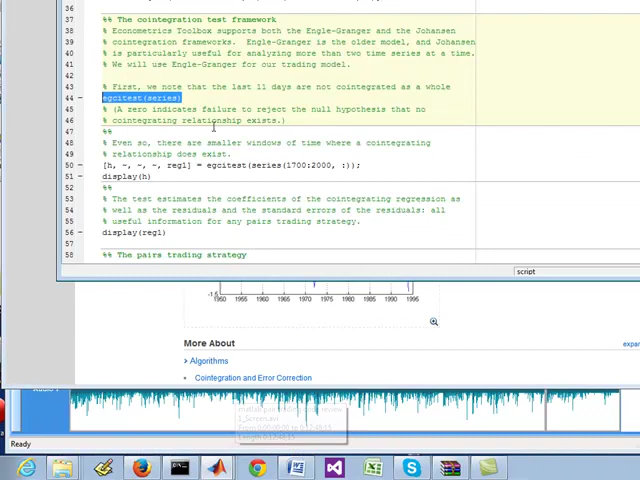 36
37 %% The cointegration test framework
38 % Econometrics Toolbox supports both the Engle-Granger and the Johansen
39 % cointegration frameworks.  Engle-Granger is the older model, and Johansen
40 % is particularly useful for analyzing more than two time series at a time.
41 % We will use Engle-Granger for our trading model.
42
43 % First, we note that the last 11 days are not cointegrated as a whole
44 egcitest(series)
45 % (A zero indicates failure to reject the null hypothesis that no
46 % cointegrating relationship exists.)
47 %%
48 % Even so, there are smaller windows of time where a cointegrating
49 % relationship does exist.
50 [h, ~, ~, ~, reg1] = egcitest(series(1700:2000, :));
51 display(h)
52 %%
53 % The test estimates the coefficients of the cointegrating regression as
54 % well as the residuals and the standard errors of the residuals: all
55 % useful information for any pairs trading strategy.
56 display(reg1)
57
58 %% The pairs trading strategy
script
1950 1965 1970 1975 1980 1985 1990 1995
More About
expan
Algorithms
Cointegration and Error Correction
Audio 1
1_Screen.avi
Ready